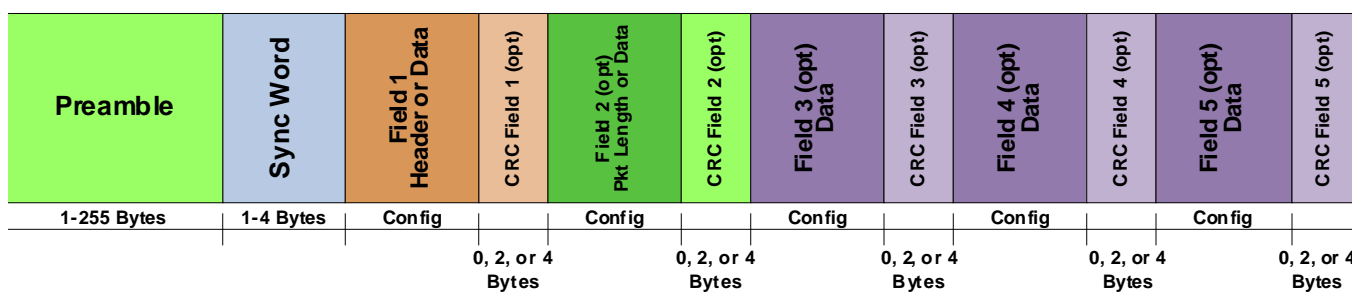 Preamble
Sync Word
Field 1
Header or Data
CRC Field 1 (opt)
Field 2 (opt)
Pkt Length or Data
CRC Field 2 (opt)
Field 3 (opt)
Data
CRC Field 3 (opt)
Field 4 (opt)
Data
CRC Field 4 (opt)
Field 5 (opt)
Data
CRC Field 5 (opt)
1-255 Bytes
1-4 Bytes
Config
Config
Config
Config
Config
0, 2, or 4
Bytes
0, 2, or 4
Bytes
0, 2, or 4
Bytes
0, 2, or 4
Bytes
0, 2, or 4
Bytes